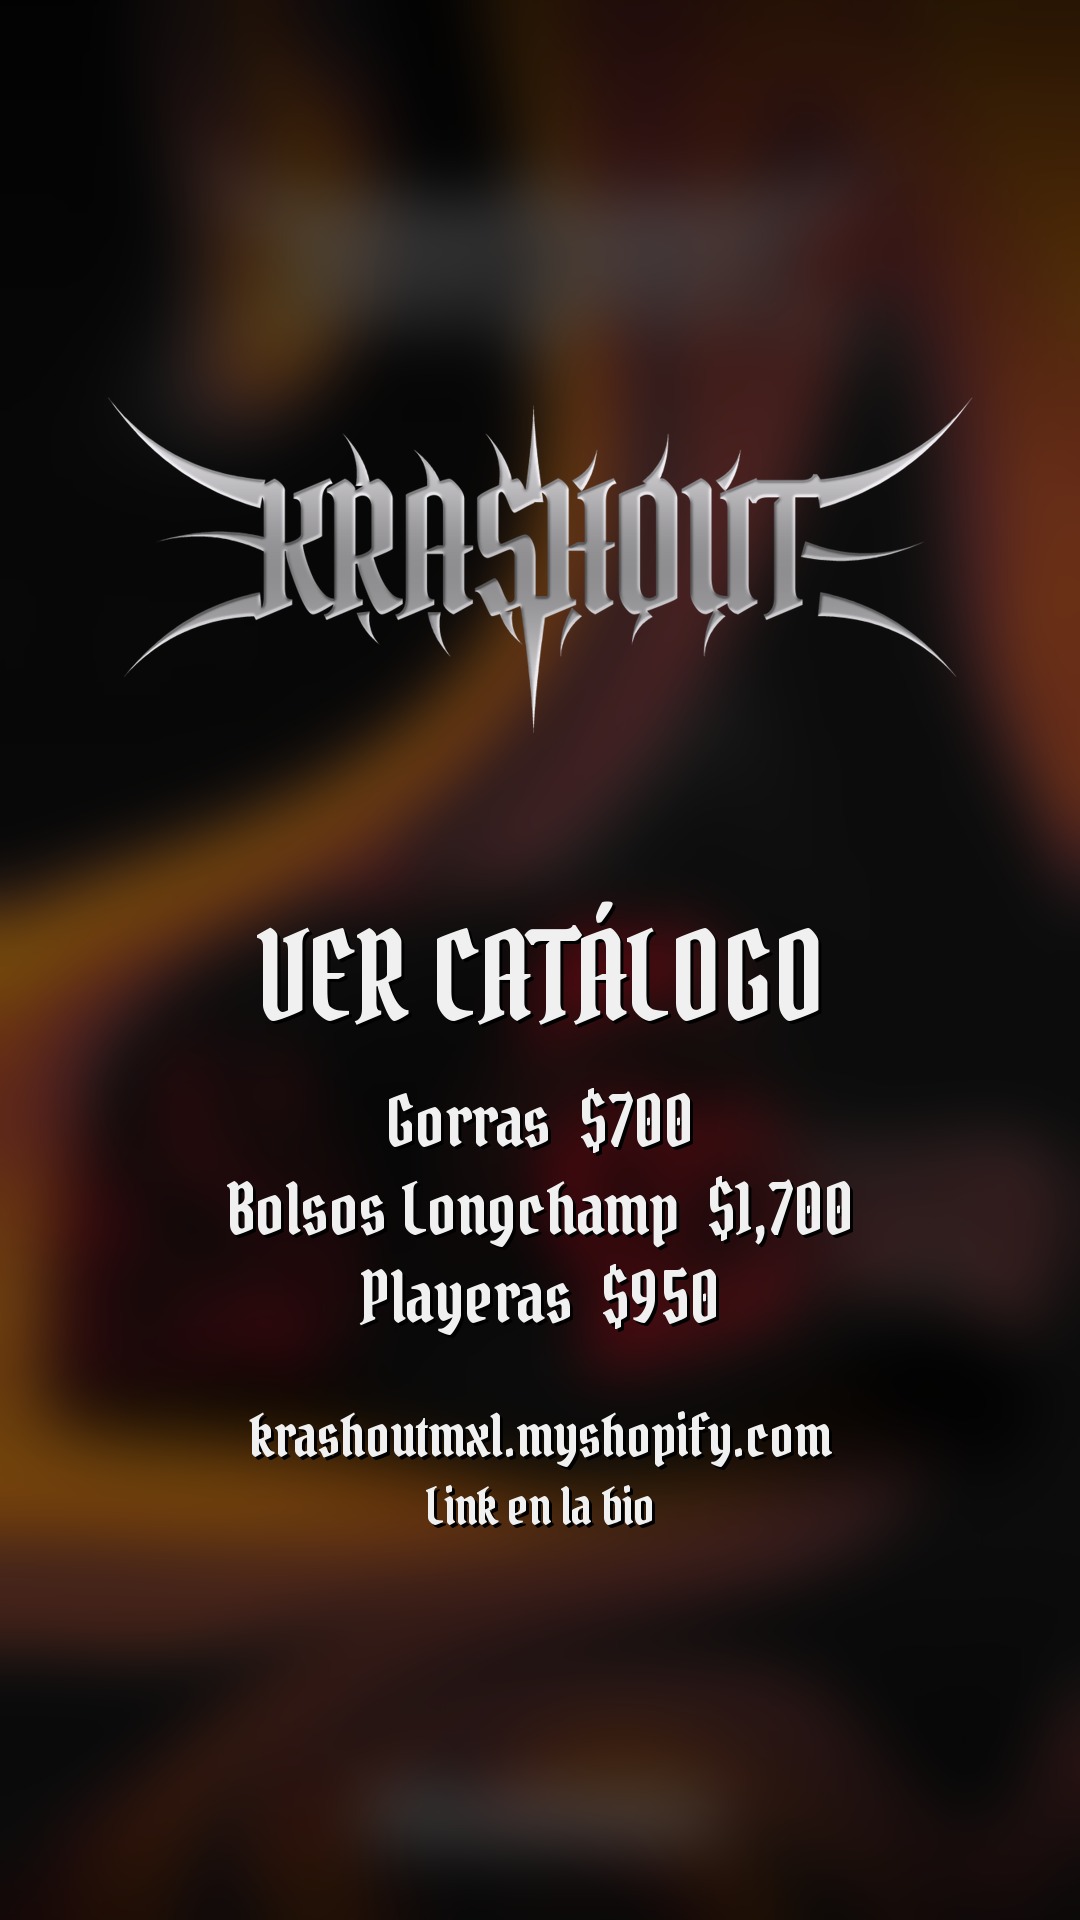 KRASHOUT
VER CATÁLOGO
Gorras $700
Bolsos Longchamp $1,700
Playeras $950
krashoutmxl.myshopify.com
Link en la bio